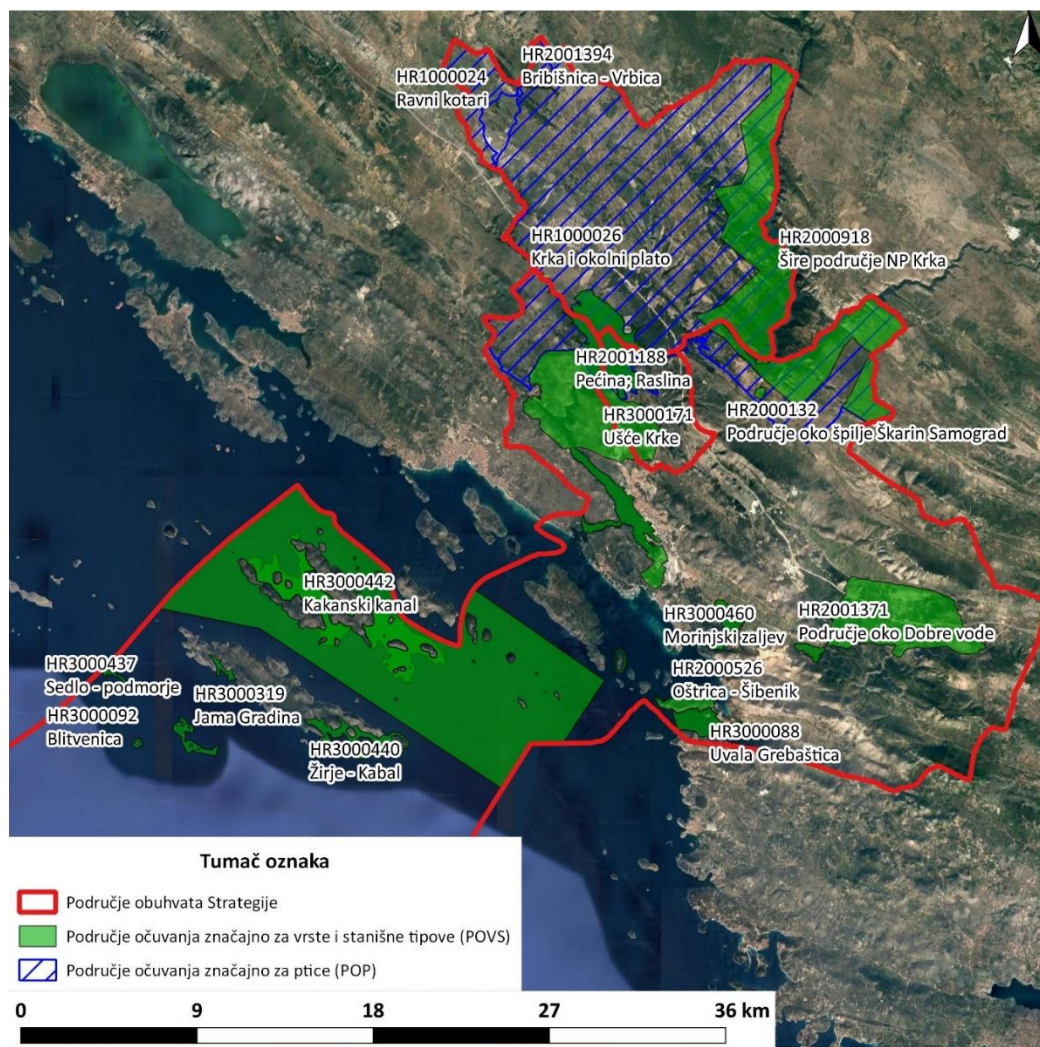 HR2001394
Bribišnica - Vrbica
HR1000024
Ravni kotari
HR1000026
Krka i okolni plato
HR2000918
Šire područje NP Krka
HR2001188
Pećina; Raslina
HR3000171
Ušće Krke
HR2000132
Područje oko špilje Škarin Samograd
HR3000442
Kakanski kanal
HR3000460
Morinjski zaljev
HR2001371
Područje oko Dobre vode
HR3000437
Sedlo - podmorje
HR3000319
Jama Gradina
HR2000526
Oštrica - Šibenik
HR3000092
Blitvenica
HR3000440
Žirje - Kabal
HR3000088
Uvala Grebaštica
Tumač oznaka
Područje obuhvata Strategije
Područje očuvanja značajno za vrste i stanišne tipove (POVS)
Područje očuvanja značajno za ptice (POP)
0 9 18 27 36 km